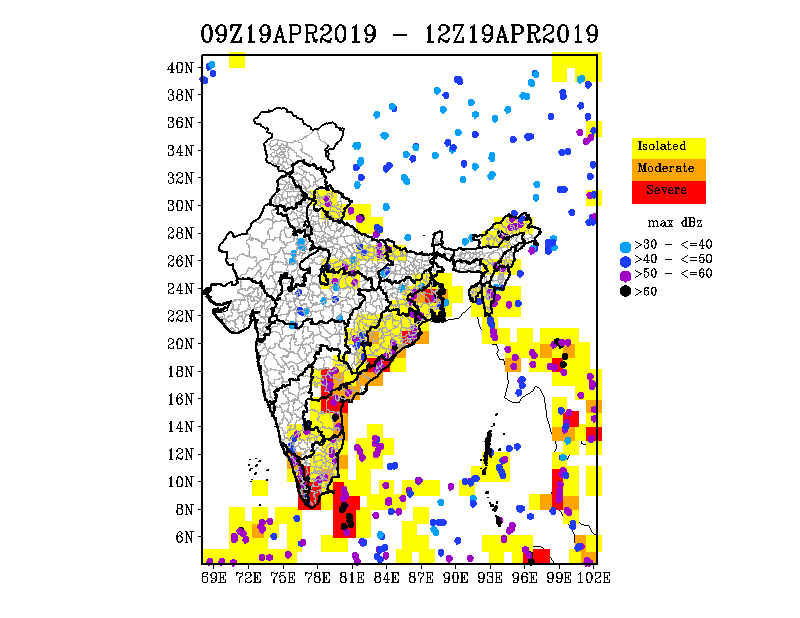 09Z19APR2019 - 12Z19APR2019
40N
38N
36N
34N
32N
30N
28N
26N
24N
22N
20N
18N
16N
14N
12N
10N
8N
6N
69E 72E 75E 78E 81E 84E 87E 90E 93E 96E 99E 102E
Isolated
Moderate
Severe
max dBz
>30 - <=40
>40 - <=50
>50 - <=60
>60